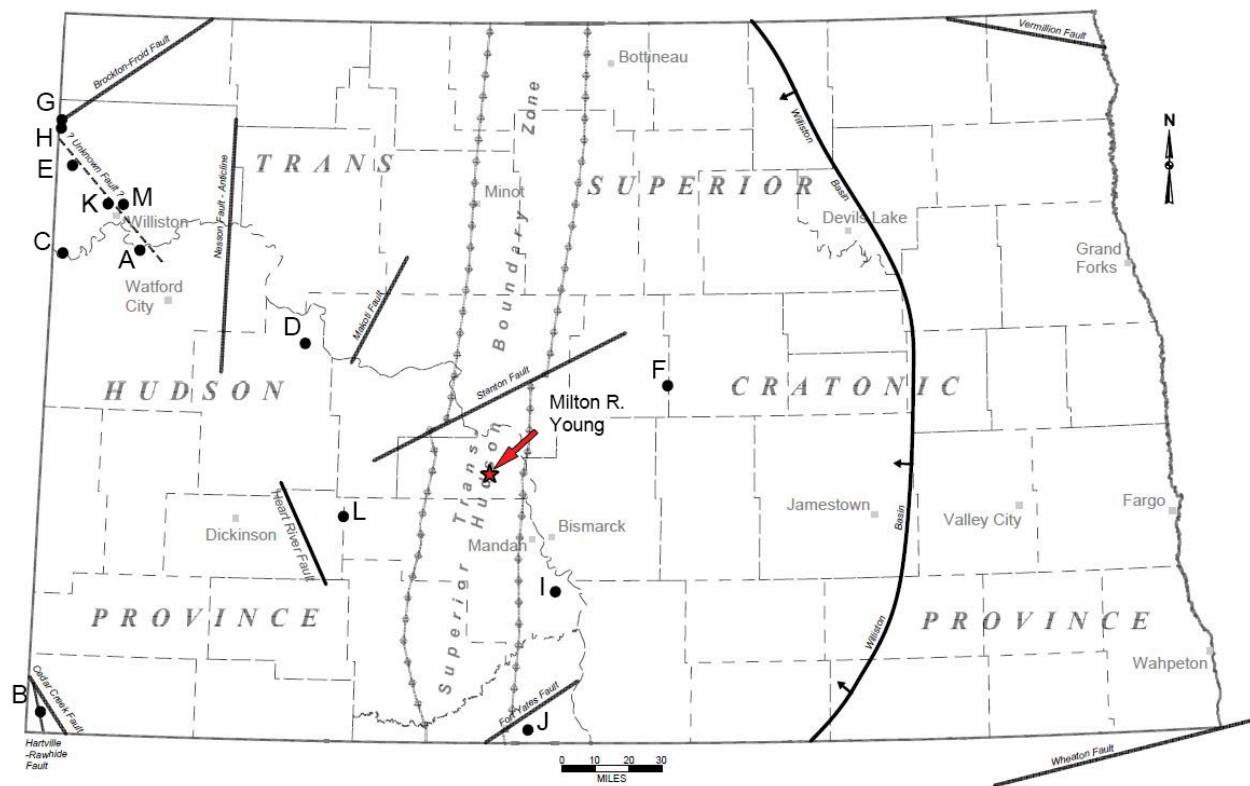 Brockton-Froid Fault
Vermillion Fault
Bottineau
G
H
? Unknown Fault ?
E
K
M
Williston
C
A
Watford
City
Nesson Fault - Anticline
TRANS
HUDSON
PROVINCE
Minot
Superior Trans Hudson
Boundary Zone
SUPERIOR
CRATONIC
PROVINCE
Williston
Basin
Devils Lake
Grand
Forks
N
Makoti Fault
D
Stanton Fault
F
Milton R.
Young
Heart River Fault
L
Dickinson
Mandan
Bismarck
Jamestown
Valley City
Fargo
Basin
Williston
I
Wahpeton
B
Cedar Creek Fault
Hartville
-Rawhide
Fault
Fort Yates Fault
J
0 10 20 30
MILES
Wheaton Fault